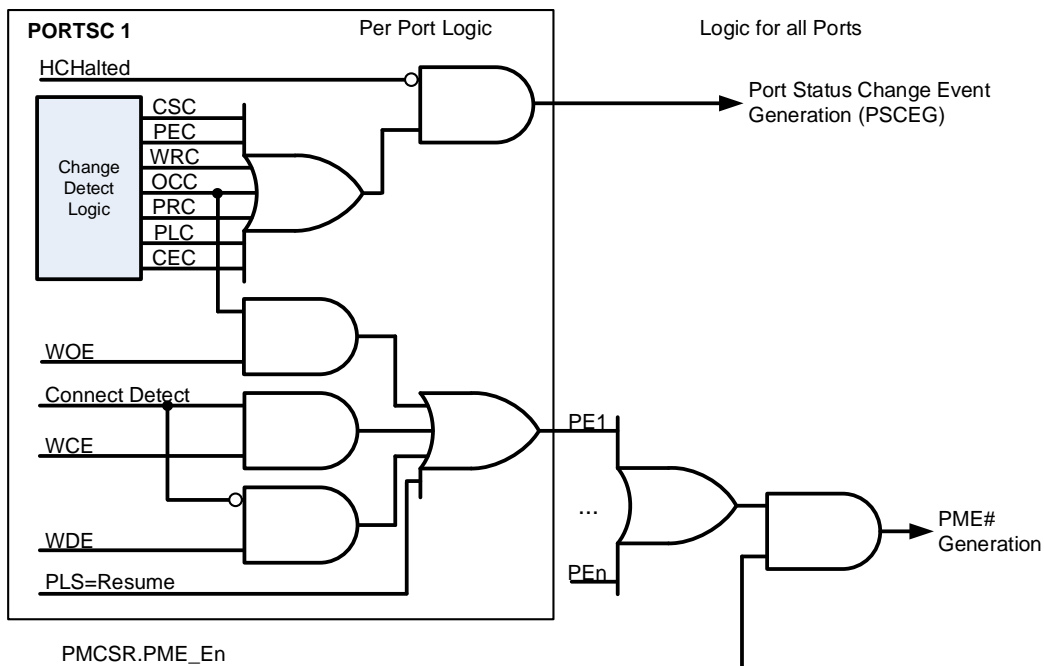 PORTSC 1
Per Port Logic
Logic for all Ports
HCHalted
Port Status Change Event
Generation (PSCEG)
CSC
PEC
WRC
OCC
PRC
PLC
CEC
Change
Detect
Logic
WOE
Connect Detect
WCE
WDE
PLS=Resume
PE1
...
PEn
PME#
Generation
PMCSR.PME_En